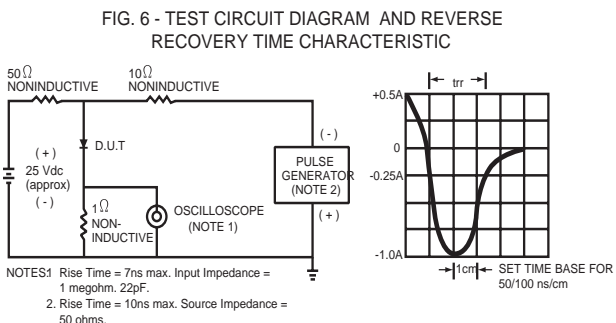 FIG. 6 - TEST CIRCUIT DIAGRAM AND REVERSE
RECOVERY TIME CHARACTERISTIC
50Ω
NONINDUCTIVE
10Ω
NONINDUCTIVE
D.U.T
(+)
25 Vdc
(approx)
(-)
1Ω
NON-
INDUCTIVE
OSCILLOSCOPE
(NOTE 1)
(-)
PULSE
GENERATOR
(NOTE 2)
(+)
NOTES:1 Rise Time = 7ns max. Input Impedance =
1 megohm. 22pF.
2. Rise Time = 10ns max. Source Impedance =
50 ohms.
trr
+0.5A
0
-0.25A
-1.0A
1cm
SET TIME BASE FOR
50/100 ns/cm